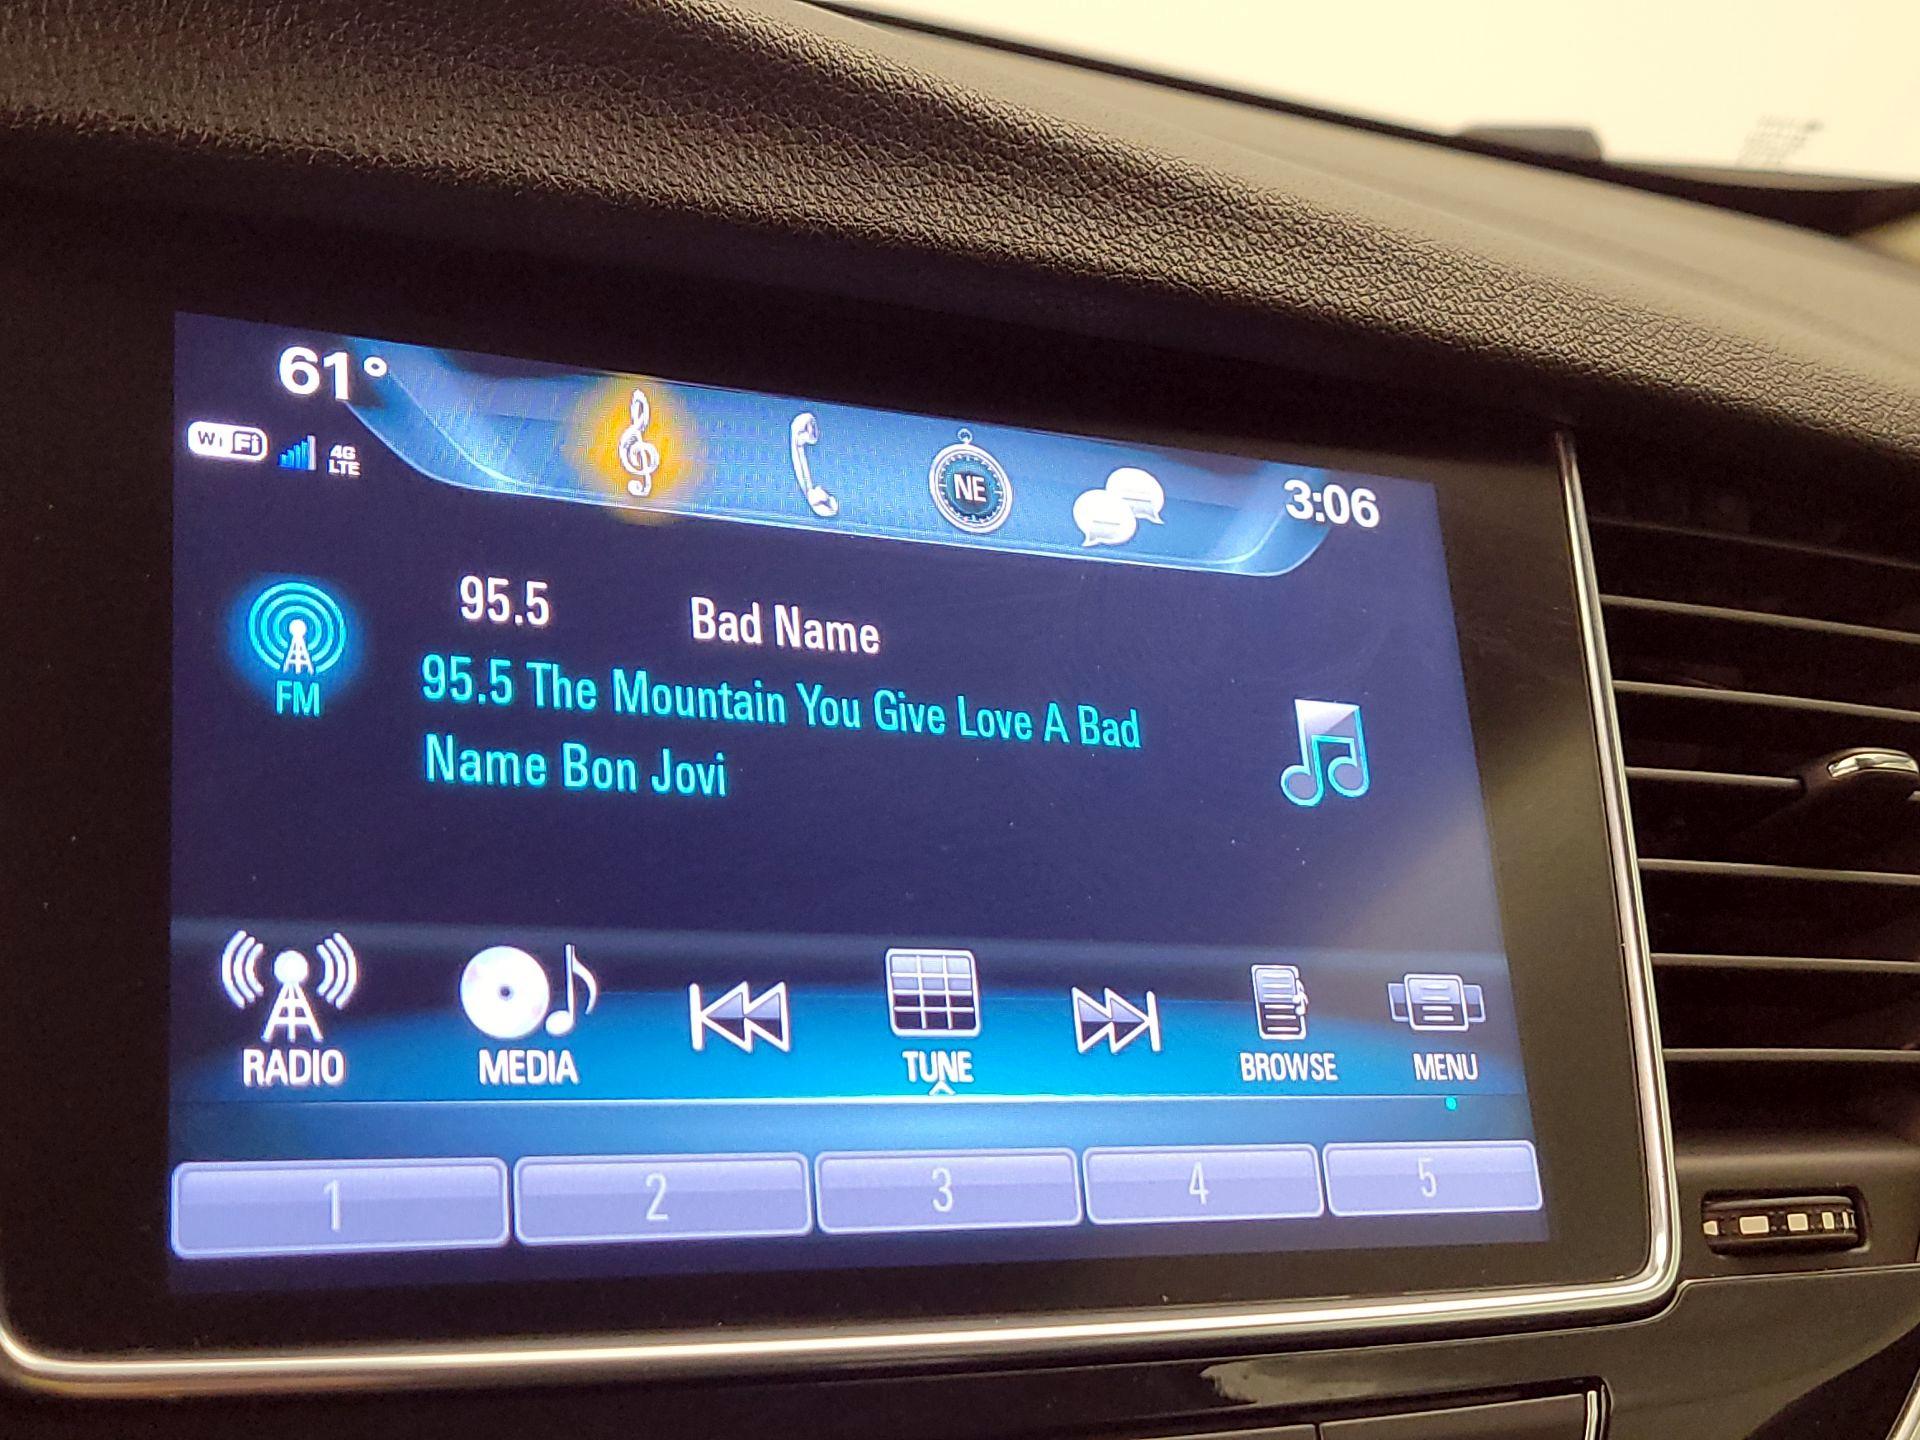 61°
WiFi 4G
LTE
NE
3:06
95.5 Bad Name
95.5 The Mountain You Give Love A Bad
Name Bon Jovi
FM
RADIO
MEDIA
TUNE
BROWSE
MENU
1 2 3 4 5